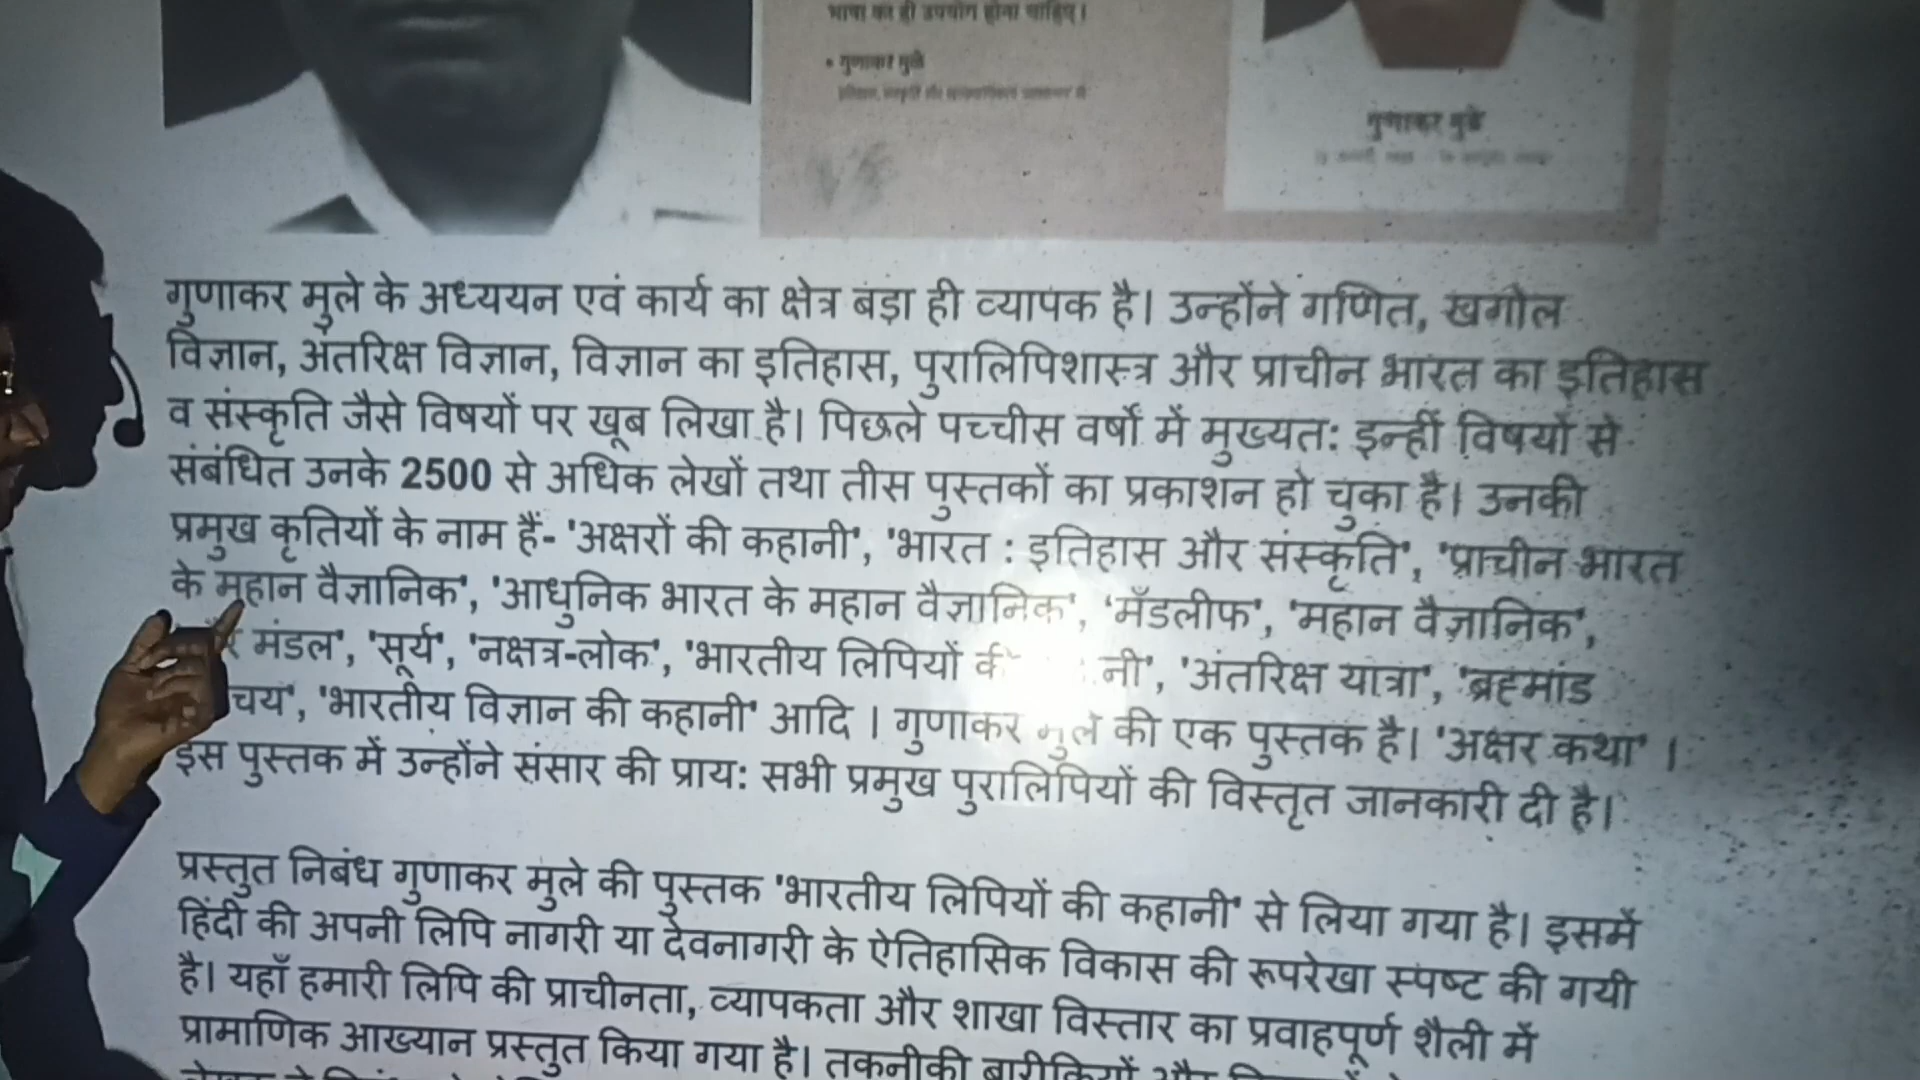 भाषा का ही उपयोग होना चाहिए।
• गुणाकर मुळे
गुणाकर मुळे
गुणाकर मुले के अध्ययन एवं कार्य का क्षेत्र बड़ा ही व्यापक है। उन्होंने गणित, खगोल
विज्ञान, अंतरिक्ष विज्ञान, विज्ञान का इतिहास, पुरालिपिशास्त्र और प्राचीन भारत का इतिहास
व संस्कृति जैसे विषयों पर खूब लिखा है। पिछले पच्चीस वर्षों में मुख्यत: इन्हीं विषयों से
संबंधित उनके 2500 से अधिक लेखों तथा तीस पुस्तकों का प्रकाशन हो चुका है। उनकी
प्रमुख कृतियों के नाम हैं- 'अक्षरों की कहानी', 'भारत : इतिहास और संस्कृति', 'प्राचीन भारत
के महान वैज्ञानिक', 'आधुनिक भारत के महान वैज्ञानिक', 'मेंडलीफ', 'महान वैज्ञानिक',
मंडल', 'सूर्य', 'नक्षत्र-लोक', 'भारतीय लिपियों नी', 'अंतरिक्ष यात्रा', 'ब्रह्मांड
चय', 'भारतीय विज्ञान की कहानी' आदि । गुणाकर मुले की एक पुस्तक है। 'अक्षर कथा' ।
इस पुस्तक में उन्होंने संसार की प्राय: सभी प्रमुख पुरालिपियों की विस्तृत जानकारी दी है।
प्रस्तुत निबंध गुणाकर मुले की पुस्तक 'भारतीय लिपियों की कहानी' से लिया गया है। इसमें
हिंदी की अपनी लिपि नागरी या देवनागरी के ऐतिहासिक विकास की रूपरेखा स्पष्ट की गयी
है। यहाँ हमारी लिपि की प्राचीनता, व्यापकता और शाखा विस्तार का प्रवाहपूर्ण शैली में
प्रामाणिक आख्यान प्रस्तुत किया गया है। तकनीकी बारीकियों और